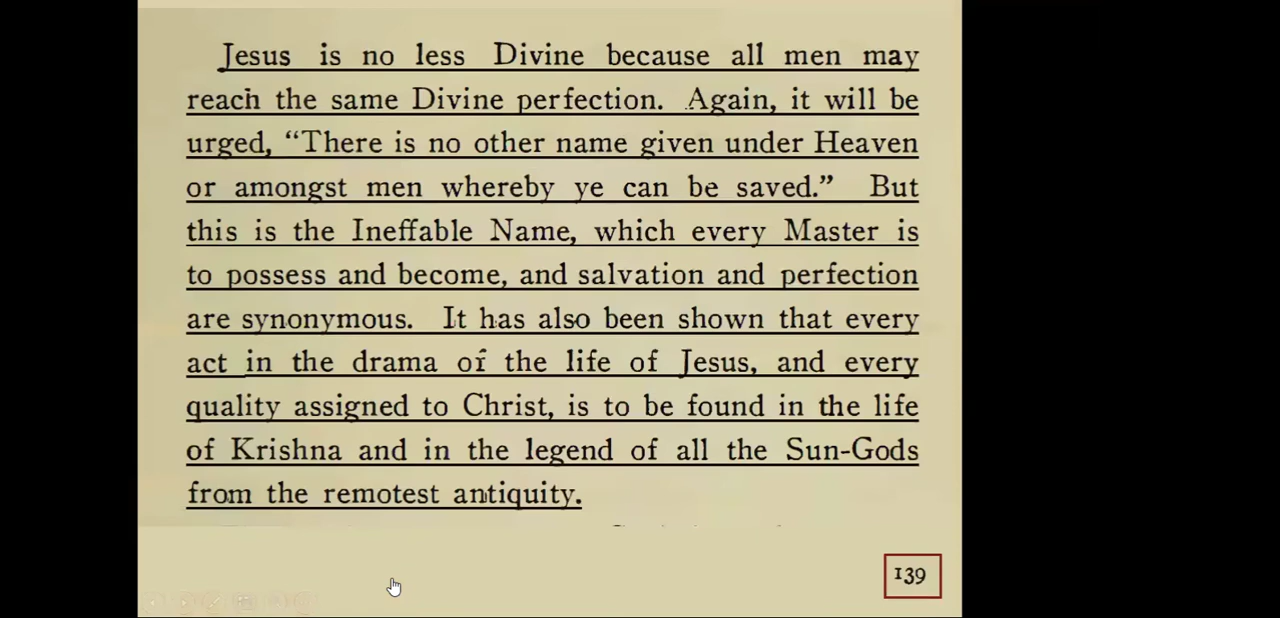 Jesus is no less Divine because all men may
reach the same Divine perfection. Again, it will be
urged, “There is no other name given under Heaven
or amongst men whereby ye can be saved.” But
this is the Ineffable Name, which every Master is
to possess and become, and salvation and perfection
are synonymous. It has also been shown that every
act in the drama of the life of Jesus, and every
quality assigned to Christ, is to be found in the life
of Krishna and in the legend of all the Sun-Gods
from the remotest antiquity.
139